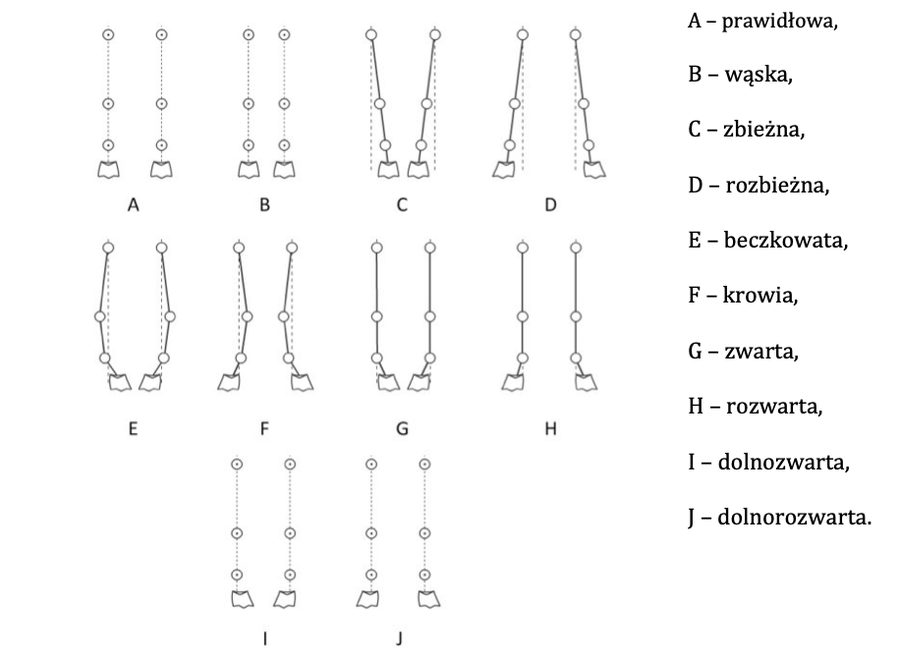 A – prawidłowa,
B – wąska,
C – zbieżna,
D – rozbieżna,
E – beczkowata,
F – krowia,
G – zwarta,
H – rozwarta,
I – dolnozwarta,
J – dolnorozwarta.
A B C D
E F G H
I J